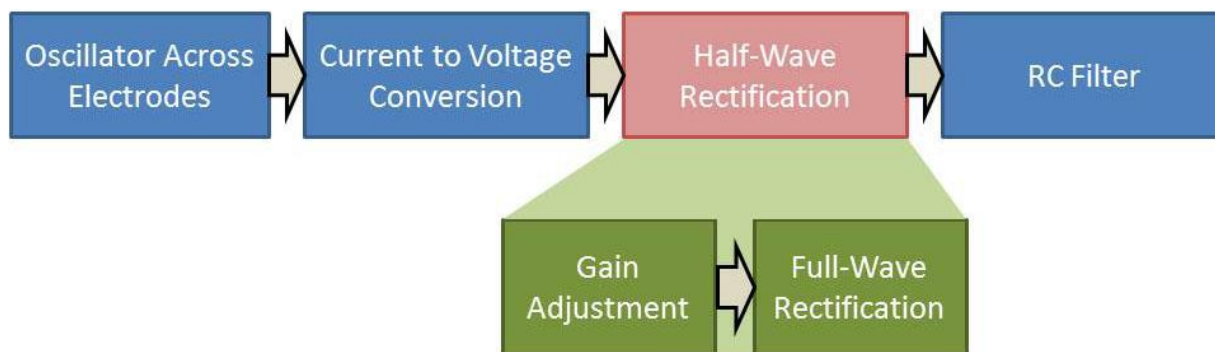 Oscillator Across
Electrodes
Current to Voltage
Conversion
Half-Wave
Rectification
RC Filter
Gain
Adjustment
Full-Wave
Rectification